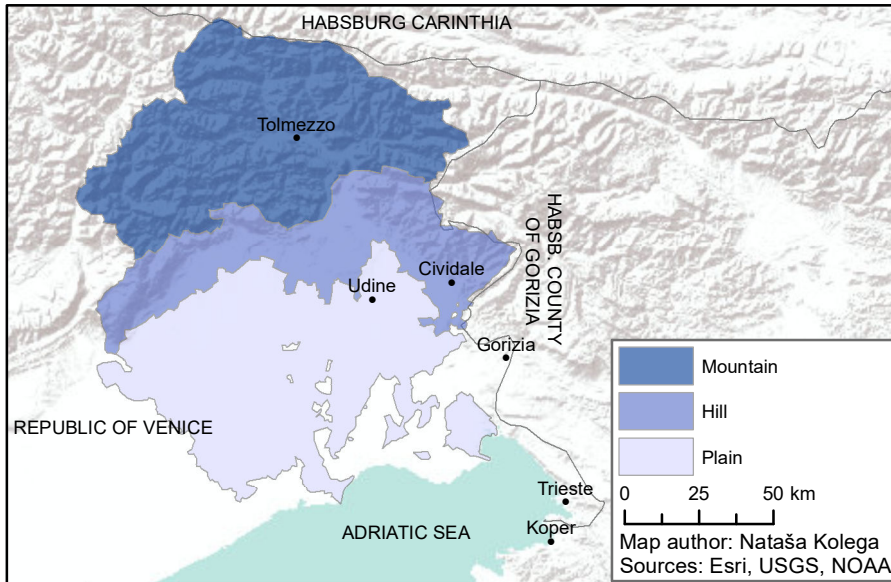 HABSBURG CARINTHIA
Tolmezzo
HABSB. COUNTY
OF GORIZIA
Cividale
Udine
Gorizia
REPUBLIC OF VENICE
ADRIATIC SEA
Trieste
Koper
Mountain
Hill
Plain
0 25 50 km
Map author: Nataša Kolega
Sources: Esri, USGS, NOAA